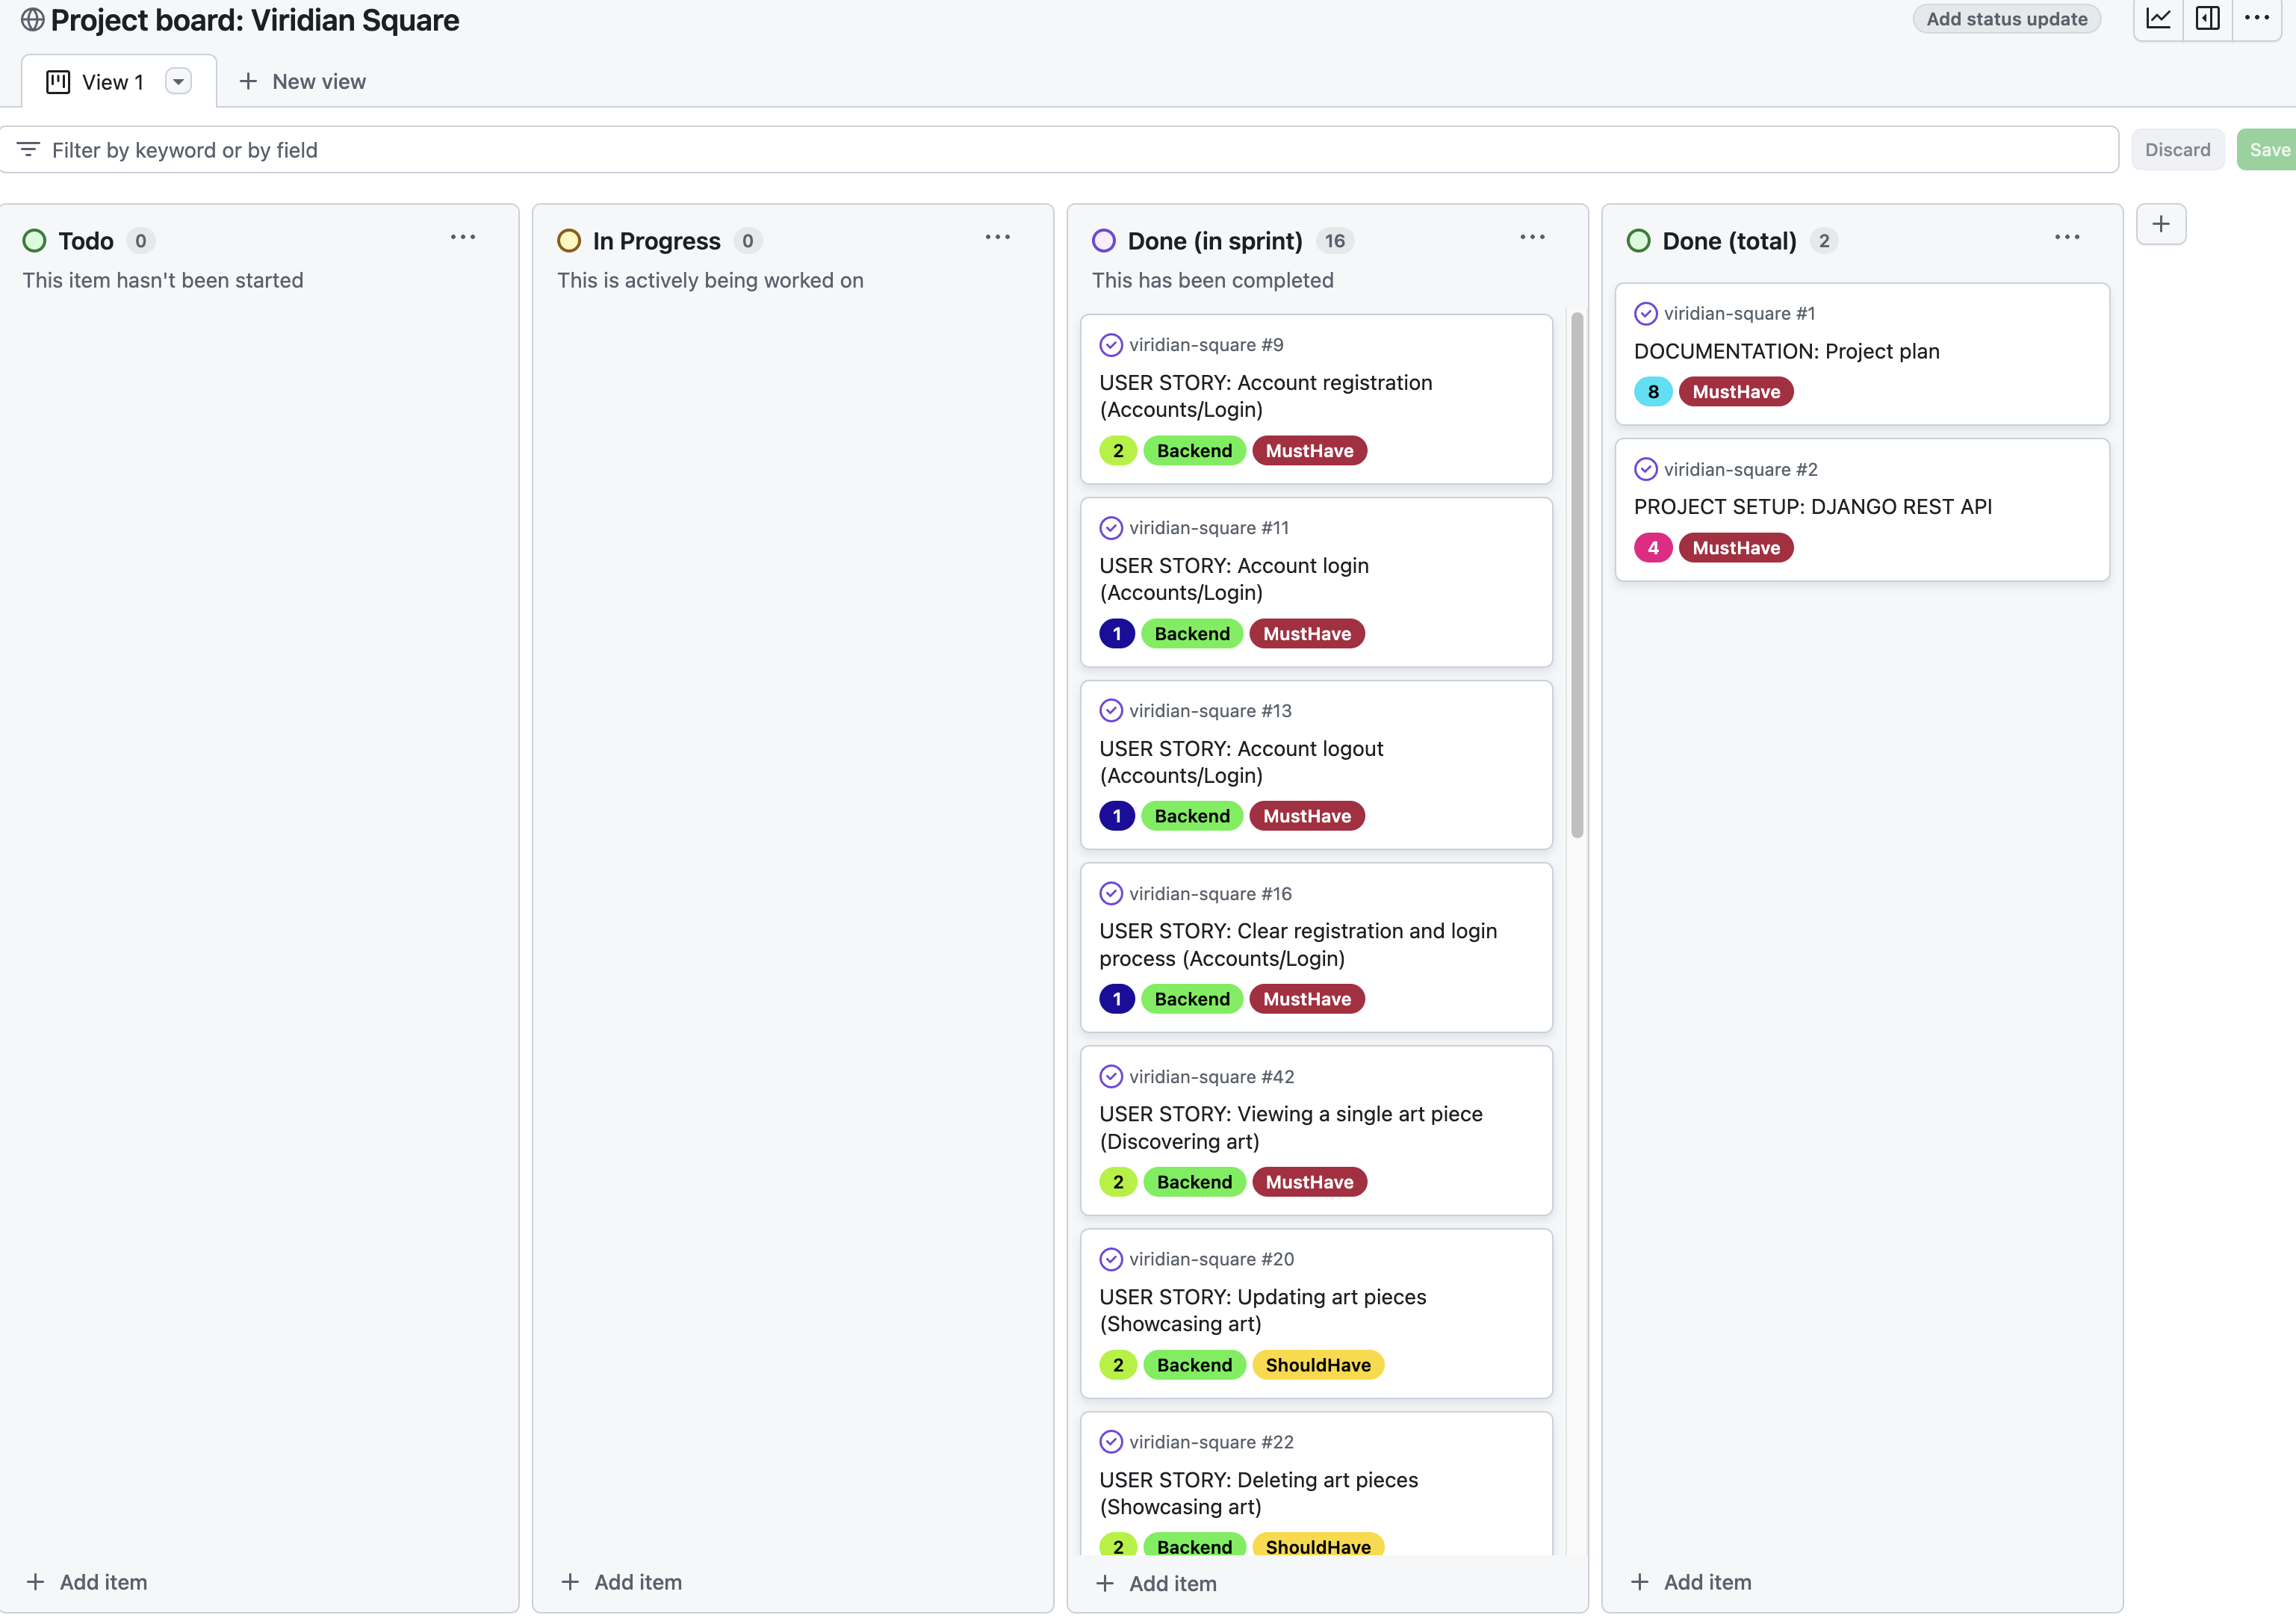 Project board: Viridian Square
Add status update
View 1
New view
Filter by keyword or by field
Discard
Save
Todo 0
This item hasn't been started
Add item
In Progress 0
This is actively being worked on
Add item
Done (in sprint) 16
This has been completed
viridian-square #9
USER STORY: Account registration
(Accounts/Login)
2 Backend MustHave
viridian-square #11
USER STORY: Account login
(Accounts/Login)
1 Backend MustHave
viridian-square #13
USER STORY: Account logout
(Accounts/Login)
1 Backend MustHave
viridian-square #16
USER STORY: Clear registration and login
process (Accounts/Login)
1 Backend MustHave
viridian-square #42
USER STORY: Viewing a single art piece
(Discovering art)
2 Backend MustHave
viridian-square #20
USER STORY: Updating art pieces
(Showcasing art)
2 Backend ShouldHave
viridian-square #22
USER STORY: Deleting art pieces
(Showcasing art)
2 Backend ShouldHave
Add item
Done (total) 2
viridian-square #1
DOCUMENTATION: Project plan
8 MustHave
viridian-square #2
PROJECT SETUP: DJANGO REST API
4 MustHave
Add item